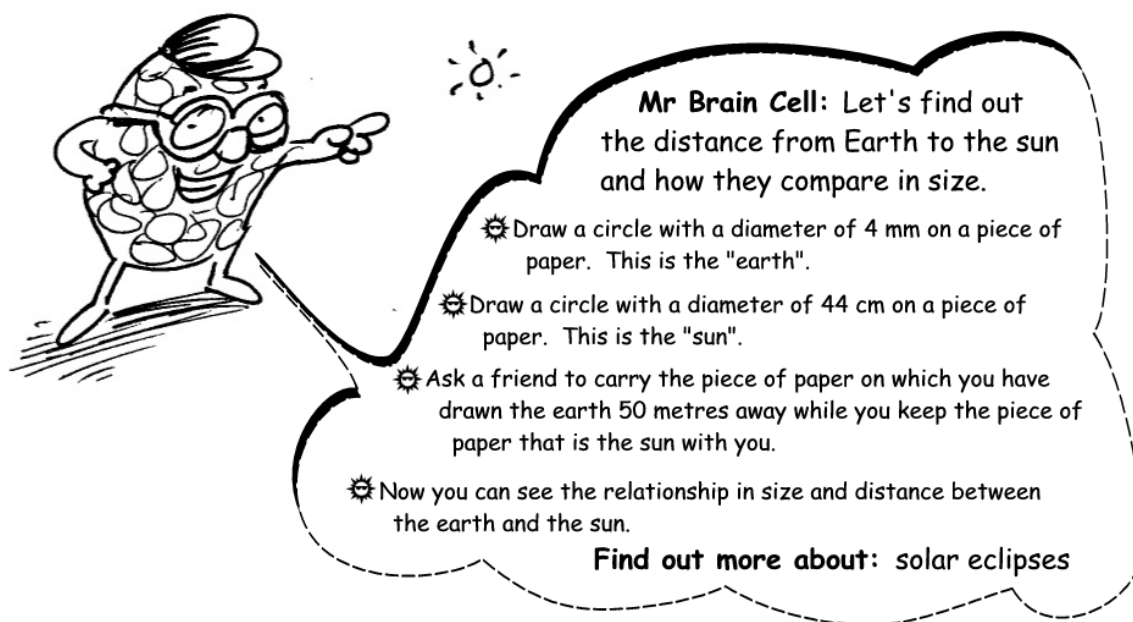 Mr Brain Cell: Let's find out
the distance from Earth to the sun
and how they compare in size.
Draw a circle with a diameter of 4 mm on a piece of
paper. This is the "earth".
Draw a circle with a diameter of 44 cm on a piece of
paper. This is the "sun".
Ask a friend to carry the piece of paper on which you have
drawn the earth 50 metres away while you keep the piece of
paper that is the sun with you.
Now you can see the relationship in size and distance between
the earth and the sun.
Find out more about: solar eclipses